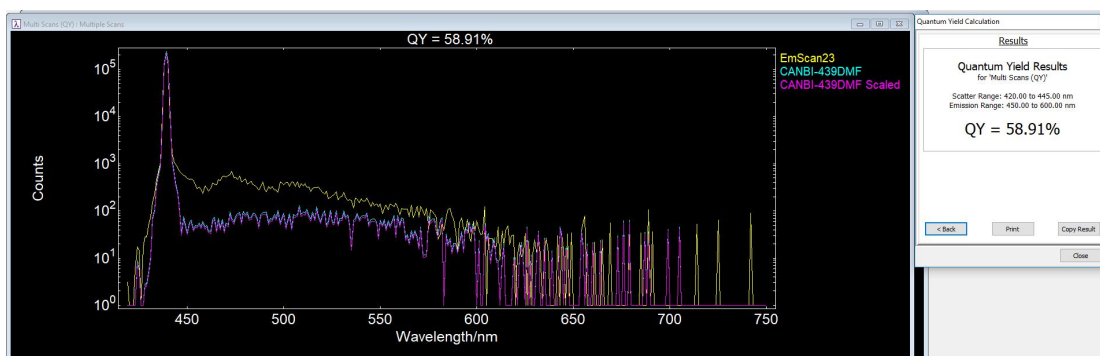 Multi Scans (QY) : Multiple Scans
QY = 58.91%
EmScan23
CANBI-439DMF
CANBI-439DMF Scaled
Counts
10^5
10^4
10^3
10^2
10^1
10^0
450 500 550 600 650 700 750
Wavelength/nm
Quantum Yield Calculation
Results
Quantum Yield Results
for 'Multi Scans (QY)'
Scatter Range: 420.00 to 445.00 nm
Emission Range: 450.00 to 600.00 nm
QY = 58.91%
< Back Print Copy Result
Close